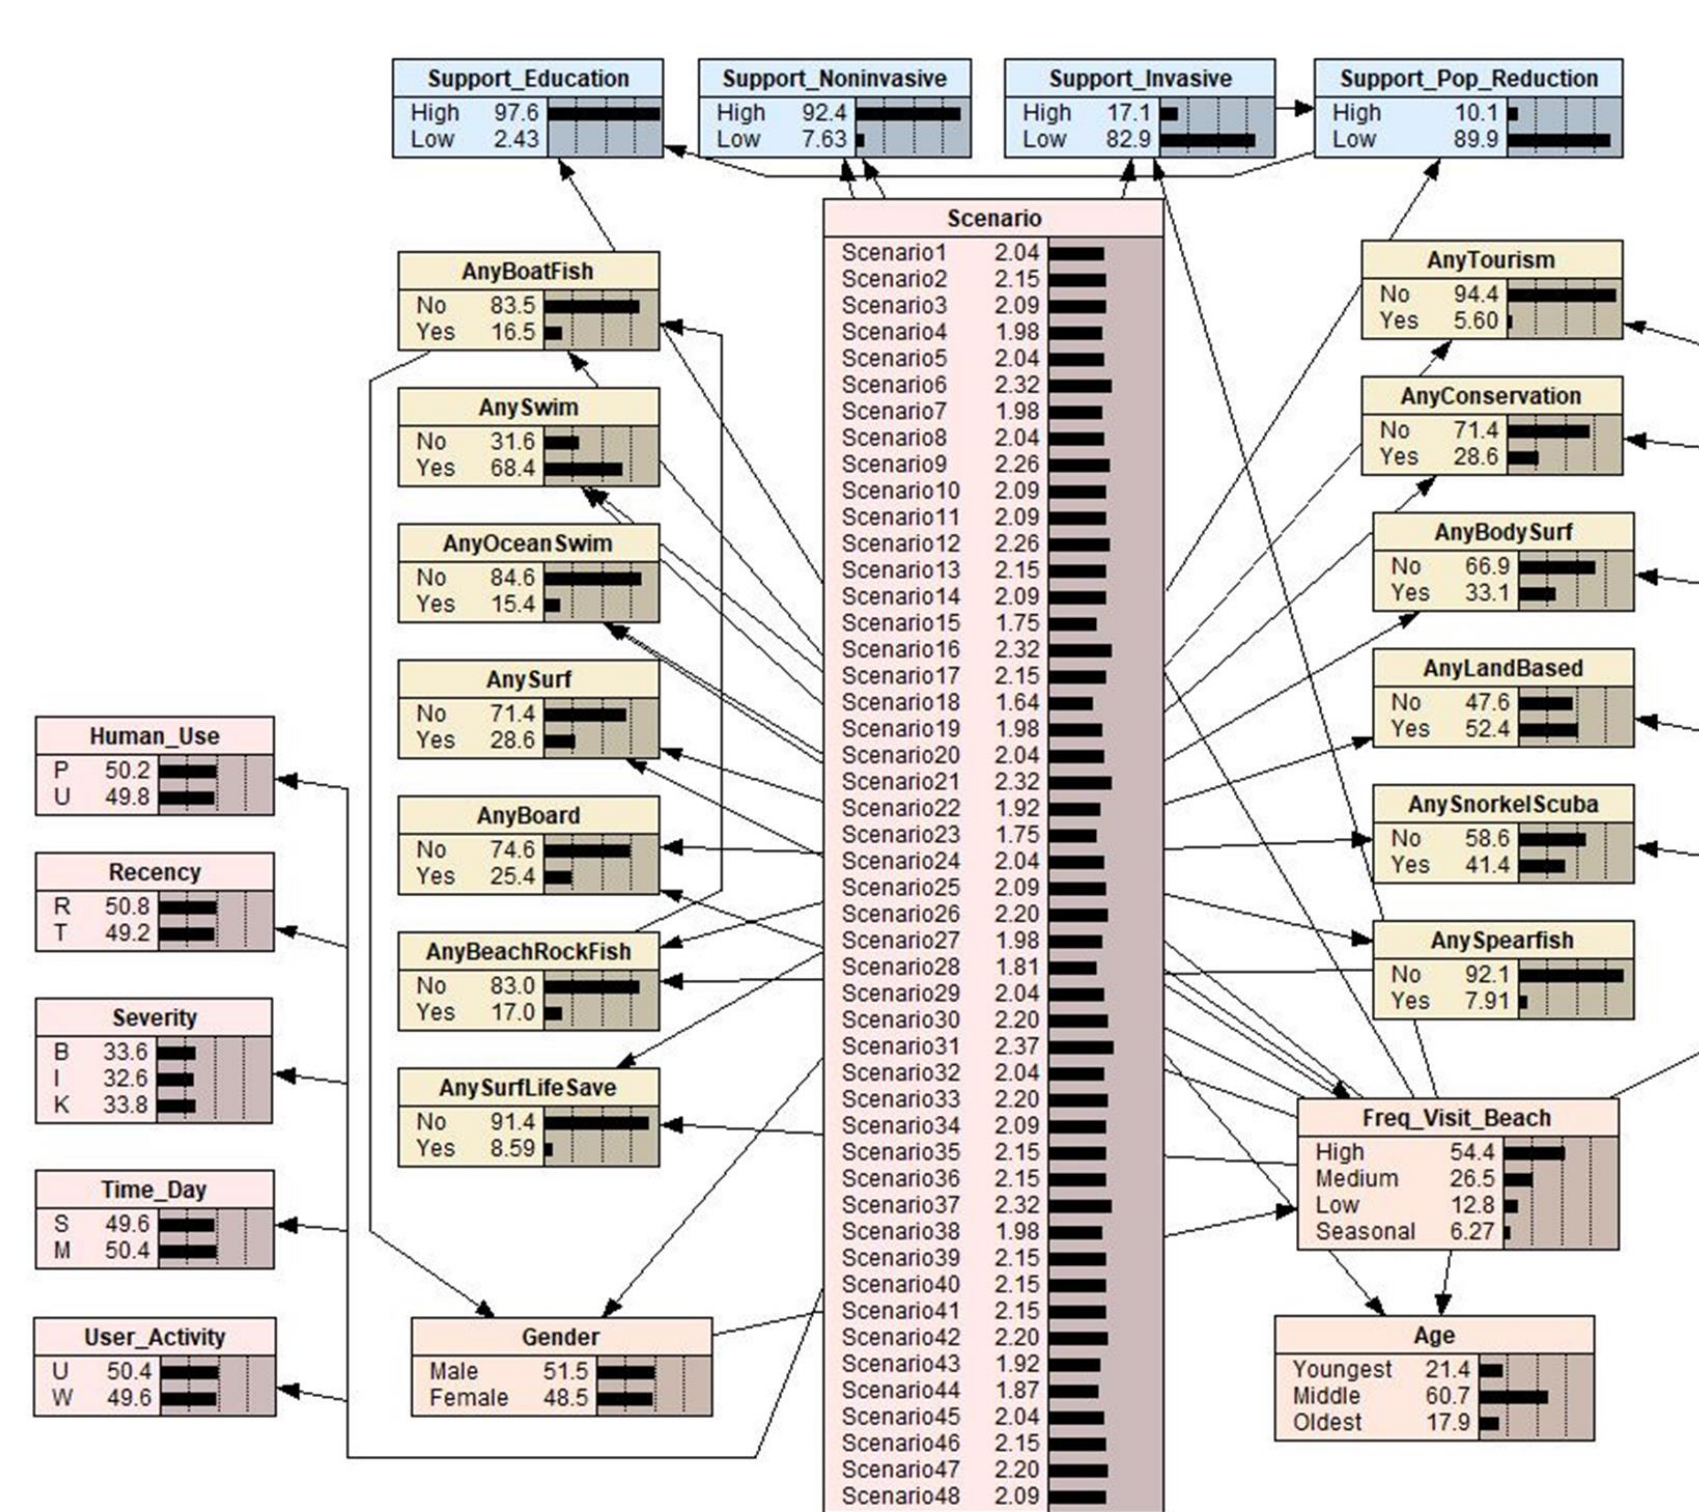 Support_Education
High 97.6
Low 2.43
Support_Noninvasive
High 92.4
Low 7.63
Support_Invasive
High 17.1
Low 82.9
Support_Pop_Reduction
High 10.1
Low 89.9
AnyBoatFish
No 83.5
Yes 16.5
AnySwim
No 31.6
Yes 68.4
AnyOceanSwim
No 84.6
Yes 15.4
AnySurf
No 71.4
Yes 28.6
AnyBoard
No 74.6
Yes 25.4
AnyBeachRockFish
No 83.0
Yes 17.0
AnySurfLifeSave
No 91.4
Yes 8.59
Human_Use
P 50.2
U 49.8
Recency
R 50.8
T 49.2
Severity
B 33.6
I 32.6
K 33.8
Time_Day
S 49.6
M 50.4
User_Activity
U 50.4
W 49.6
Gender
Male 51.5
Female 48.5
Scenario
Scenario1 2.04
Scenario2 2.15
Scenario3 2.09
Scenario4 1.98
Scenario5 2.04
Scenario6 2.32
Scenario7 1.98
Scenario8 2.04
Scenario9 2.26
Scenario10 2.09
Scenario11 2.09
Scenario12 2.26
Scenario13 2.15
Scenario14 2.09
Scenario15 1.75
Scenario16 2.32
Scenario17 2.15
Scenario18 1.64
Scenario19 1.98
Scenario20 2.04
Scenario21 2.32
Scenario22 1.92
Scenario23 1.75
Scenario24 2.04
Scenario25 2.09
Scenario26 2.20
Scenario27 1.98
Scenario28 1.81
Scenario29 2.04
Scenario30 2.20
Scenario31 2.37
Scenario32 2.04
Scenario33 2.20
Scenario34 2.09
Scenario35 2.15
Scenario36 2.15
Scenario37 2.32
Scenario38 1.98
Scenario39 2.15
Scenario40 2.15
Scenario41 2.15
Scenario42 2.20
Scenario43 1.92
Scenario44 1.87
Scenario45 2.04
Scenario46 2.15
Scenario47 2.20
Scenario48 2.09
AnyTourism
No 94.4
Yes 5.60
AnyConservation
No 71.4
Yes 28.6
AnyBodySurf
No 66.9
Yes 33.1
AnyLandBased
No 47.6
Yes 52.4
AnySnorkelScuba
No 58.6
Yes 41.4
AnySpearfish
No 92.1
Yes 7.91
Freq_Visit_Beach
High 54.4
Medium 26.5
Low 12.8
Seasonal 6.27
Age
Youngest 21.4
Middle 60.7
Oldest 17.9